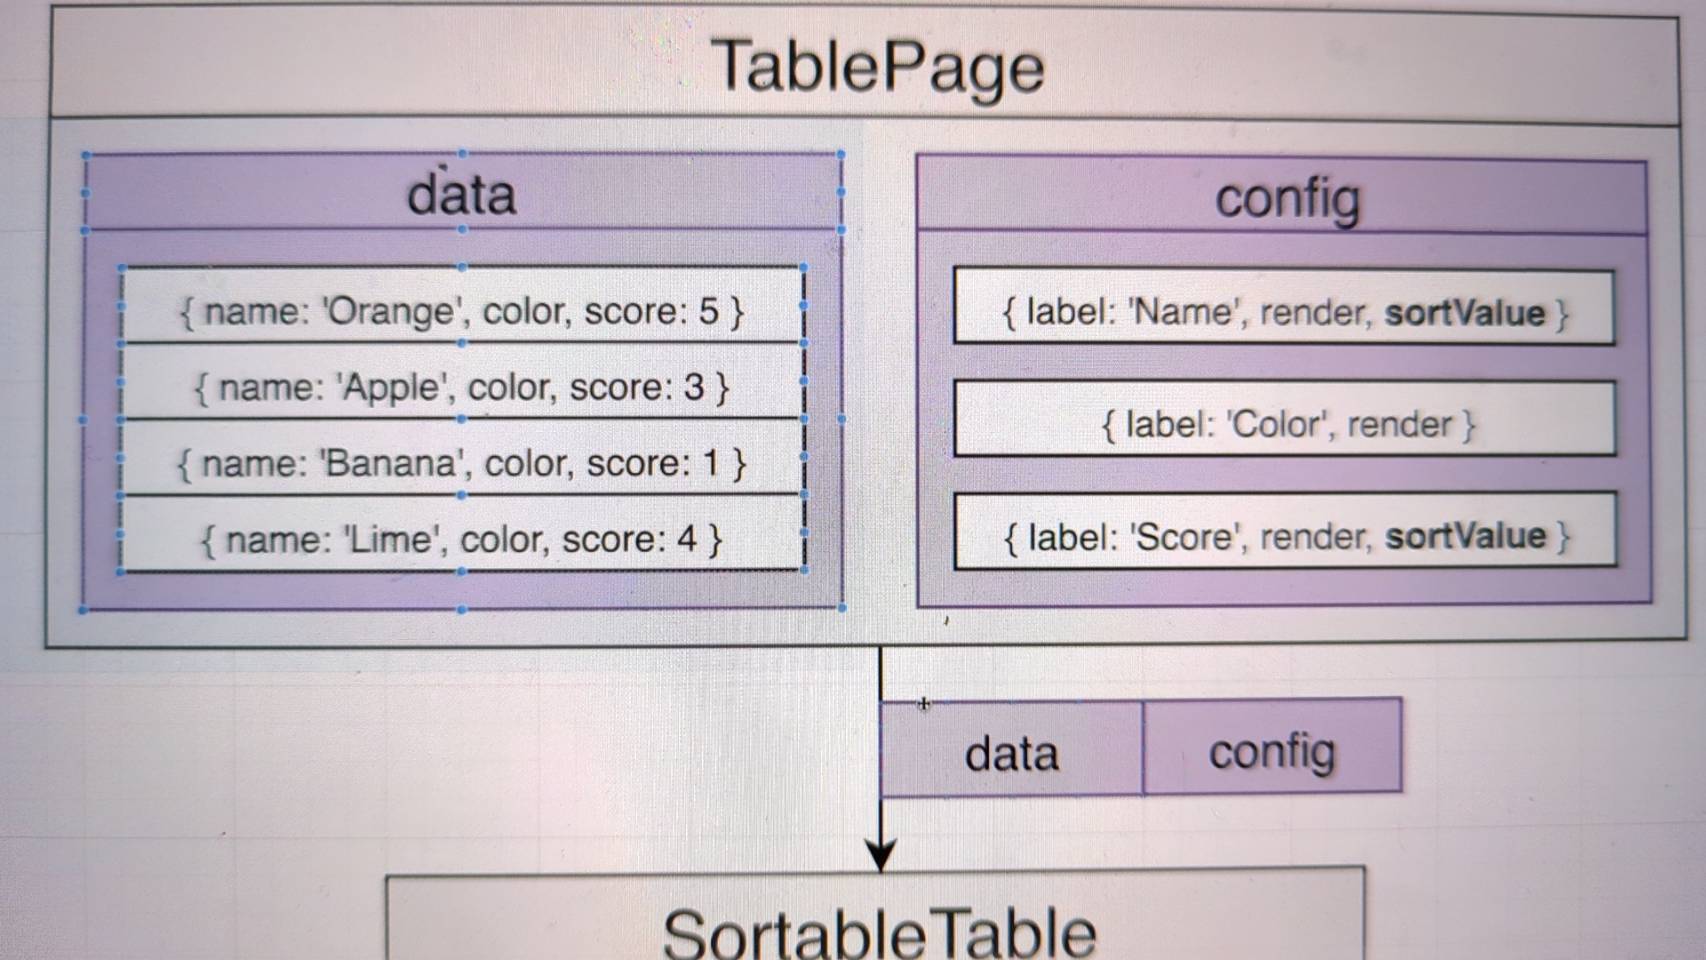 TablePage
data
{ name: 'Orange', color, score: 5 }
{ name: 'Apple', color, score: 3 }
{ name: 'Banana', color, score: 1 }
{ name: 'Lime', color, score: 4 }
config
{ label: 'Name', render, sortValue }
{ label: 'Color', render }
{ label: 'Score', render, sortValue }
data
config
SortableTable